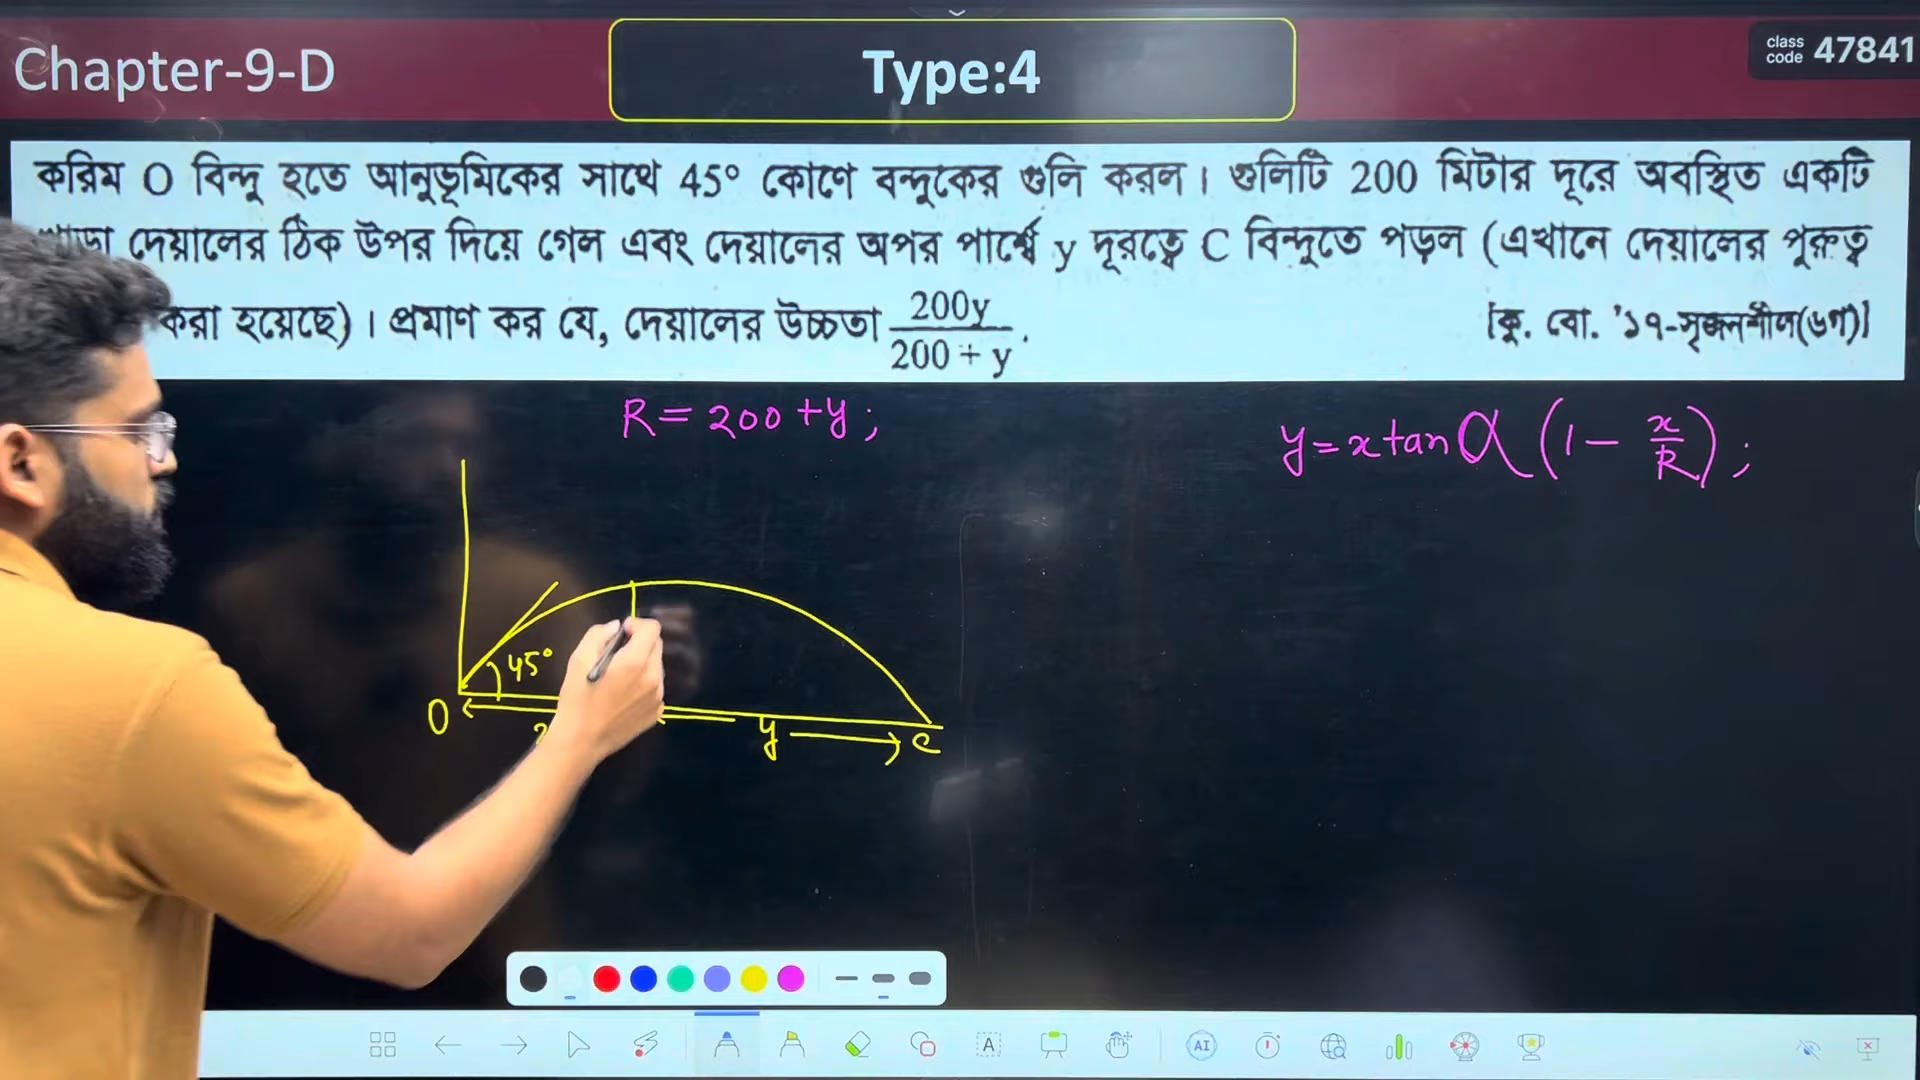 Chapter-9-D
Type:4
class code 47841
করিম O বিন্দু হতে আনুভূমিকের সাথে 45° কোণে বন্দুকের গুলি করল। গুলিটি 200 মিটার দূরে অবস্থিত একটি
দেয়ালের ঠিক উপর দিয়ে গেল এবং দেয়ালের অপর পার্শ্বে y দূরত্বে C বিন্দুতে পড়ল (এখানে দেয়ালের পুরুত্ব
করা হয়েছে)। প্রমাণ কর যে, দেয়ালের উচ্চতা 200y / 200 + y .
[কু. বো. '১৭-সৃজনশীল(৬গ)]
R = 200 + y ;
y = x tan α (1 - x/R) ;
45°
O
y
C
A
AI